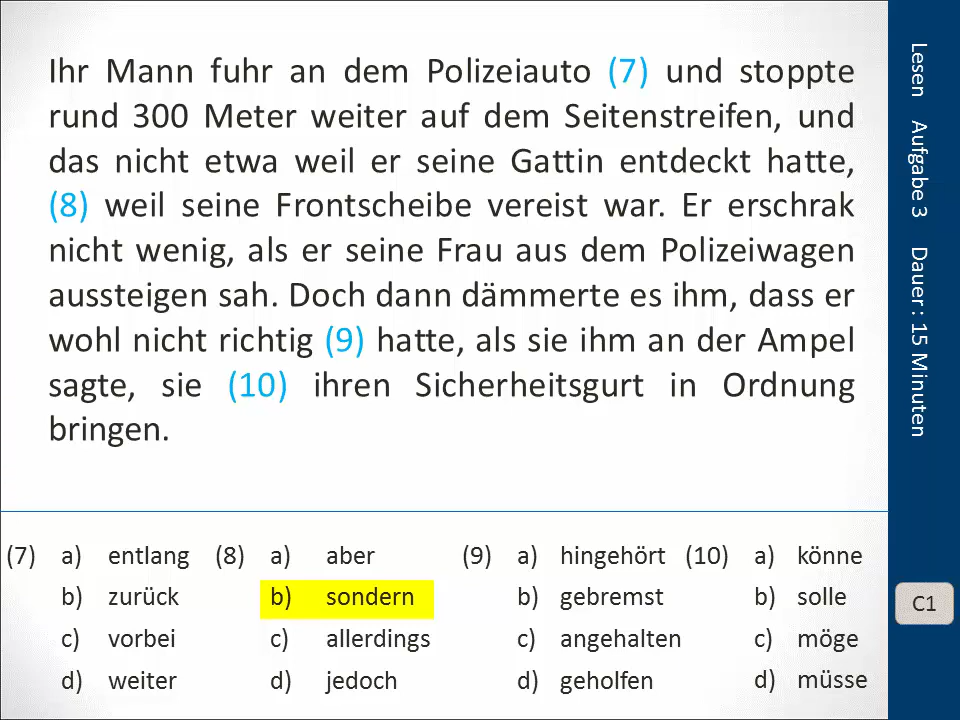 Ihr Mann fuhr an dem Polizeiauto (7) und stoppte
rund 300 Meter weiter auf dem Seitenstreifen, und
das nicht etwa weil er seine Gattin entdeckt hatte,
(8) weil seine Frontscheibe vereist war. Er erschrak
nicht wenig, als er seine Frau aus dem Polizeiwagen
aussteigen sah. Doch dann dämmerte es ihm, dass er
wohl nicht richtig (9) hatte, als sie ihm an der Ampel
sagte, sie (10) ihren Sicherheitsgurt in Ordnung
bringen.
(7) a) entlang (8) a) aber (9) a) hingehört (10) a) könne
b) zurück b) sondern b) gebremst b) solle
c) vorbei c) allerdings c) angehalten c) möge
d) weiter d) jedoch d) geholfen d) müsse
Lesen Aufgabe 3 Dauer : 15 Minuten
C1